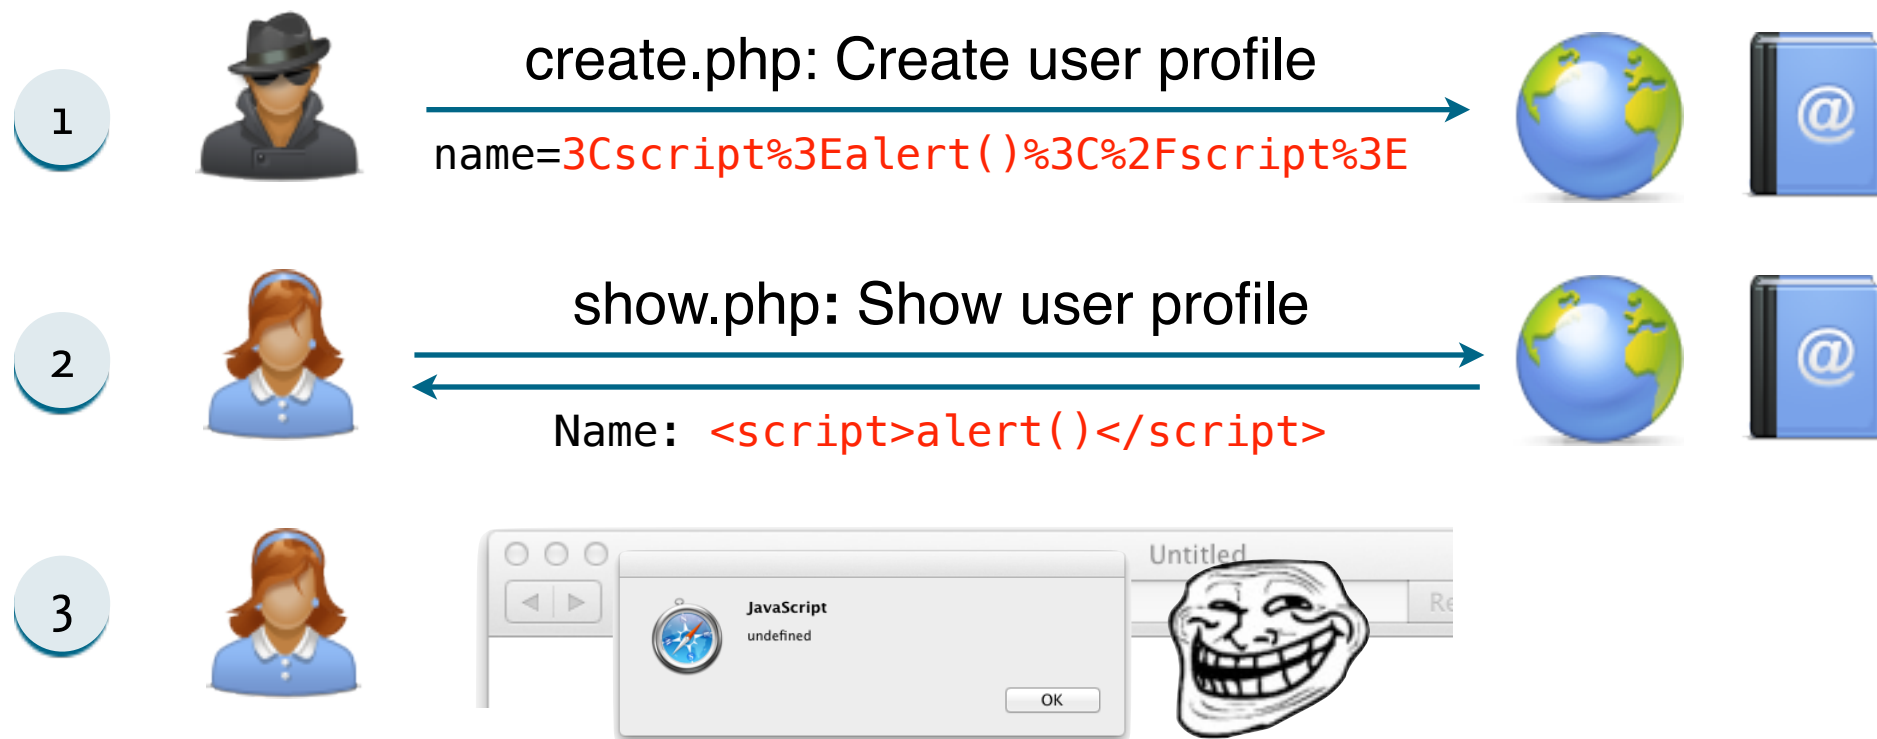 1
create.php: Create user profile
name=3Cscript%3Ealert()%3C%2Fscript%3E
@
2
show.php: Show user profile
Name: <script>alert()</script>
@
3
Untitled
JavaScript
undefined
OK